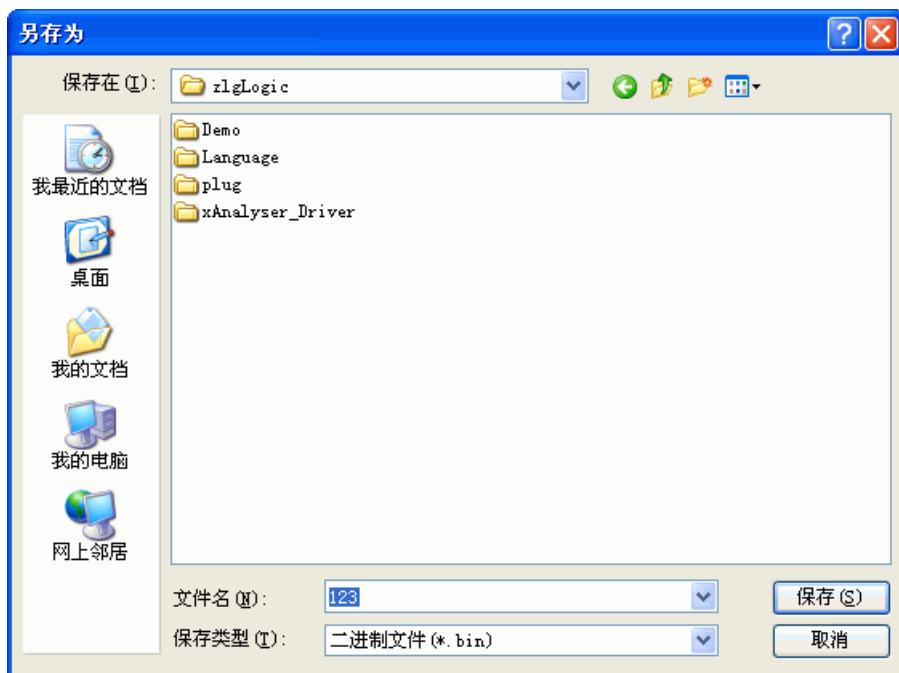 另存为
保存在(I):
zlgLogic
Demo
Language
plug
xAnalyser_Driver
我最近的文档
桌面
我的文档
我的电脑
网上邻居
文件名(N):
123
保存(S)
保存类型(T):
二进制文件(*.bin)
取消